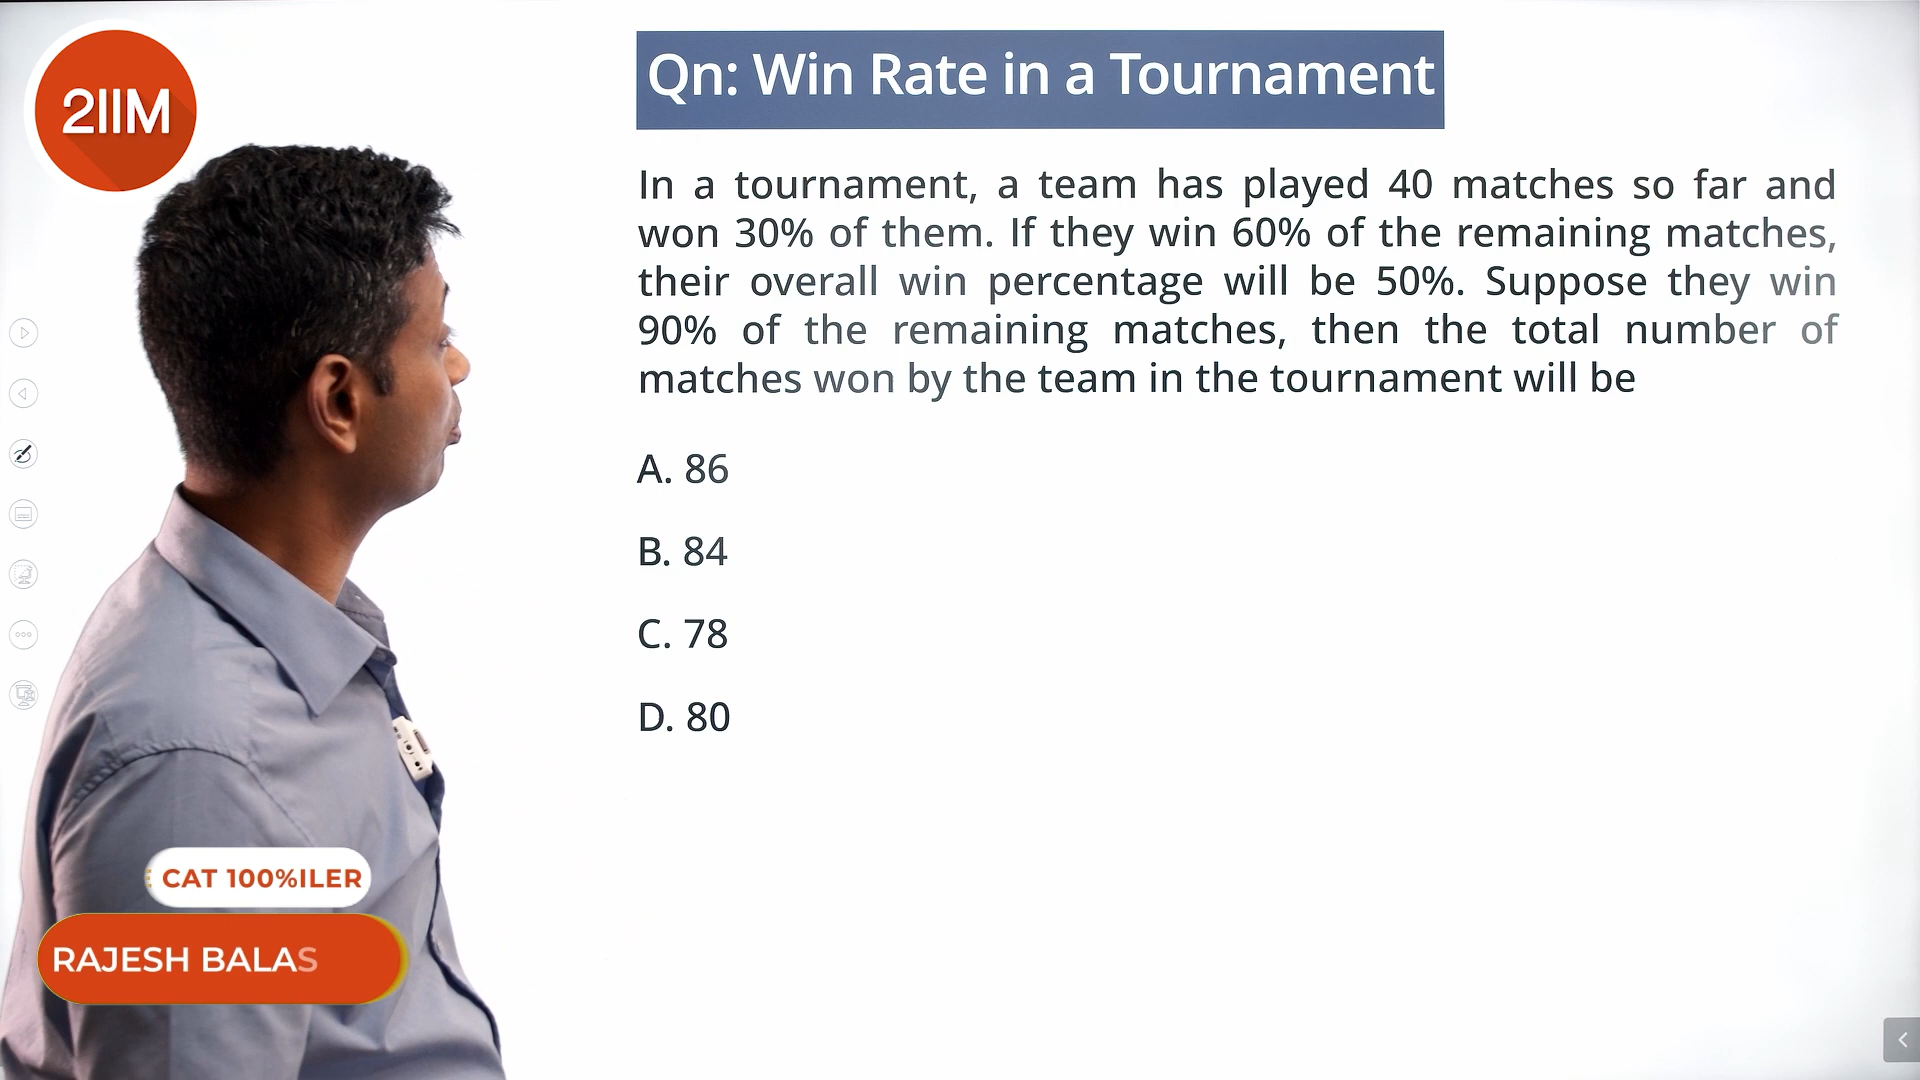 2IIM
Qn: Win Rate in a Tournament
In a tournament, a team has played 40 matches so far and
won 30% of them. If they win 60% of the remaining matches,
their overall win percentage will be 50%. Suppose they win
90% of the remaining matches, then the total number of
matches won by the team in the tournament will be
A. 86
B. 84
C. 78
D. 80
CAT 100%ILER
RAJESH BALAS